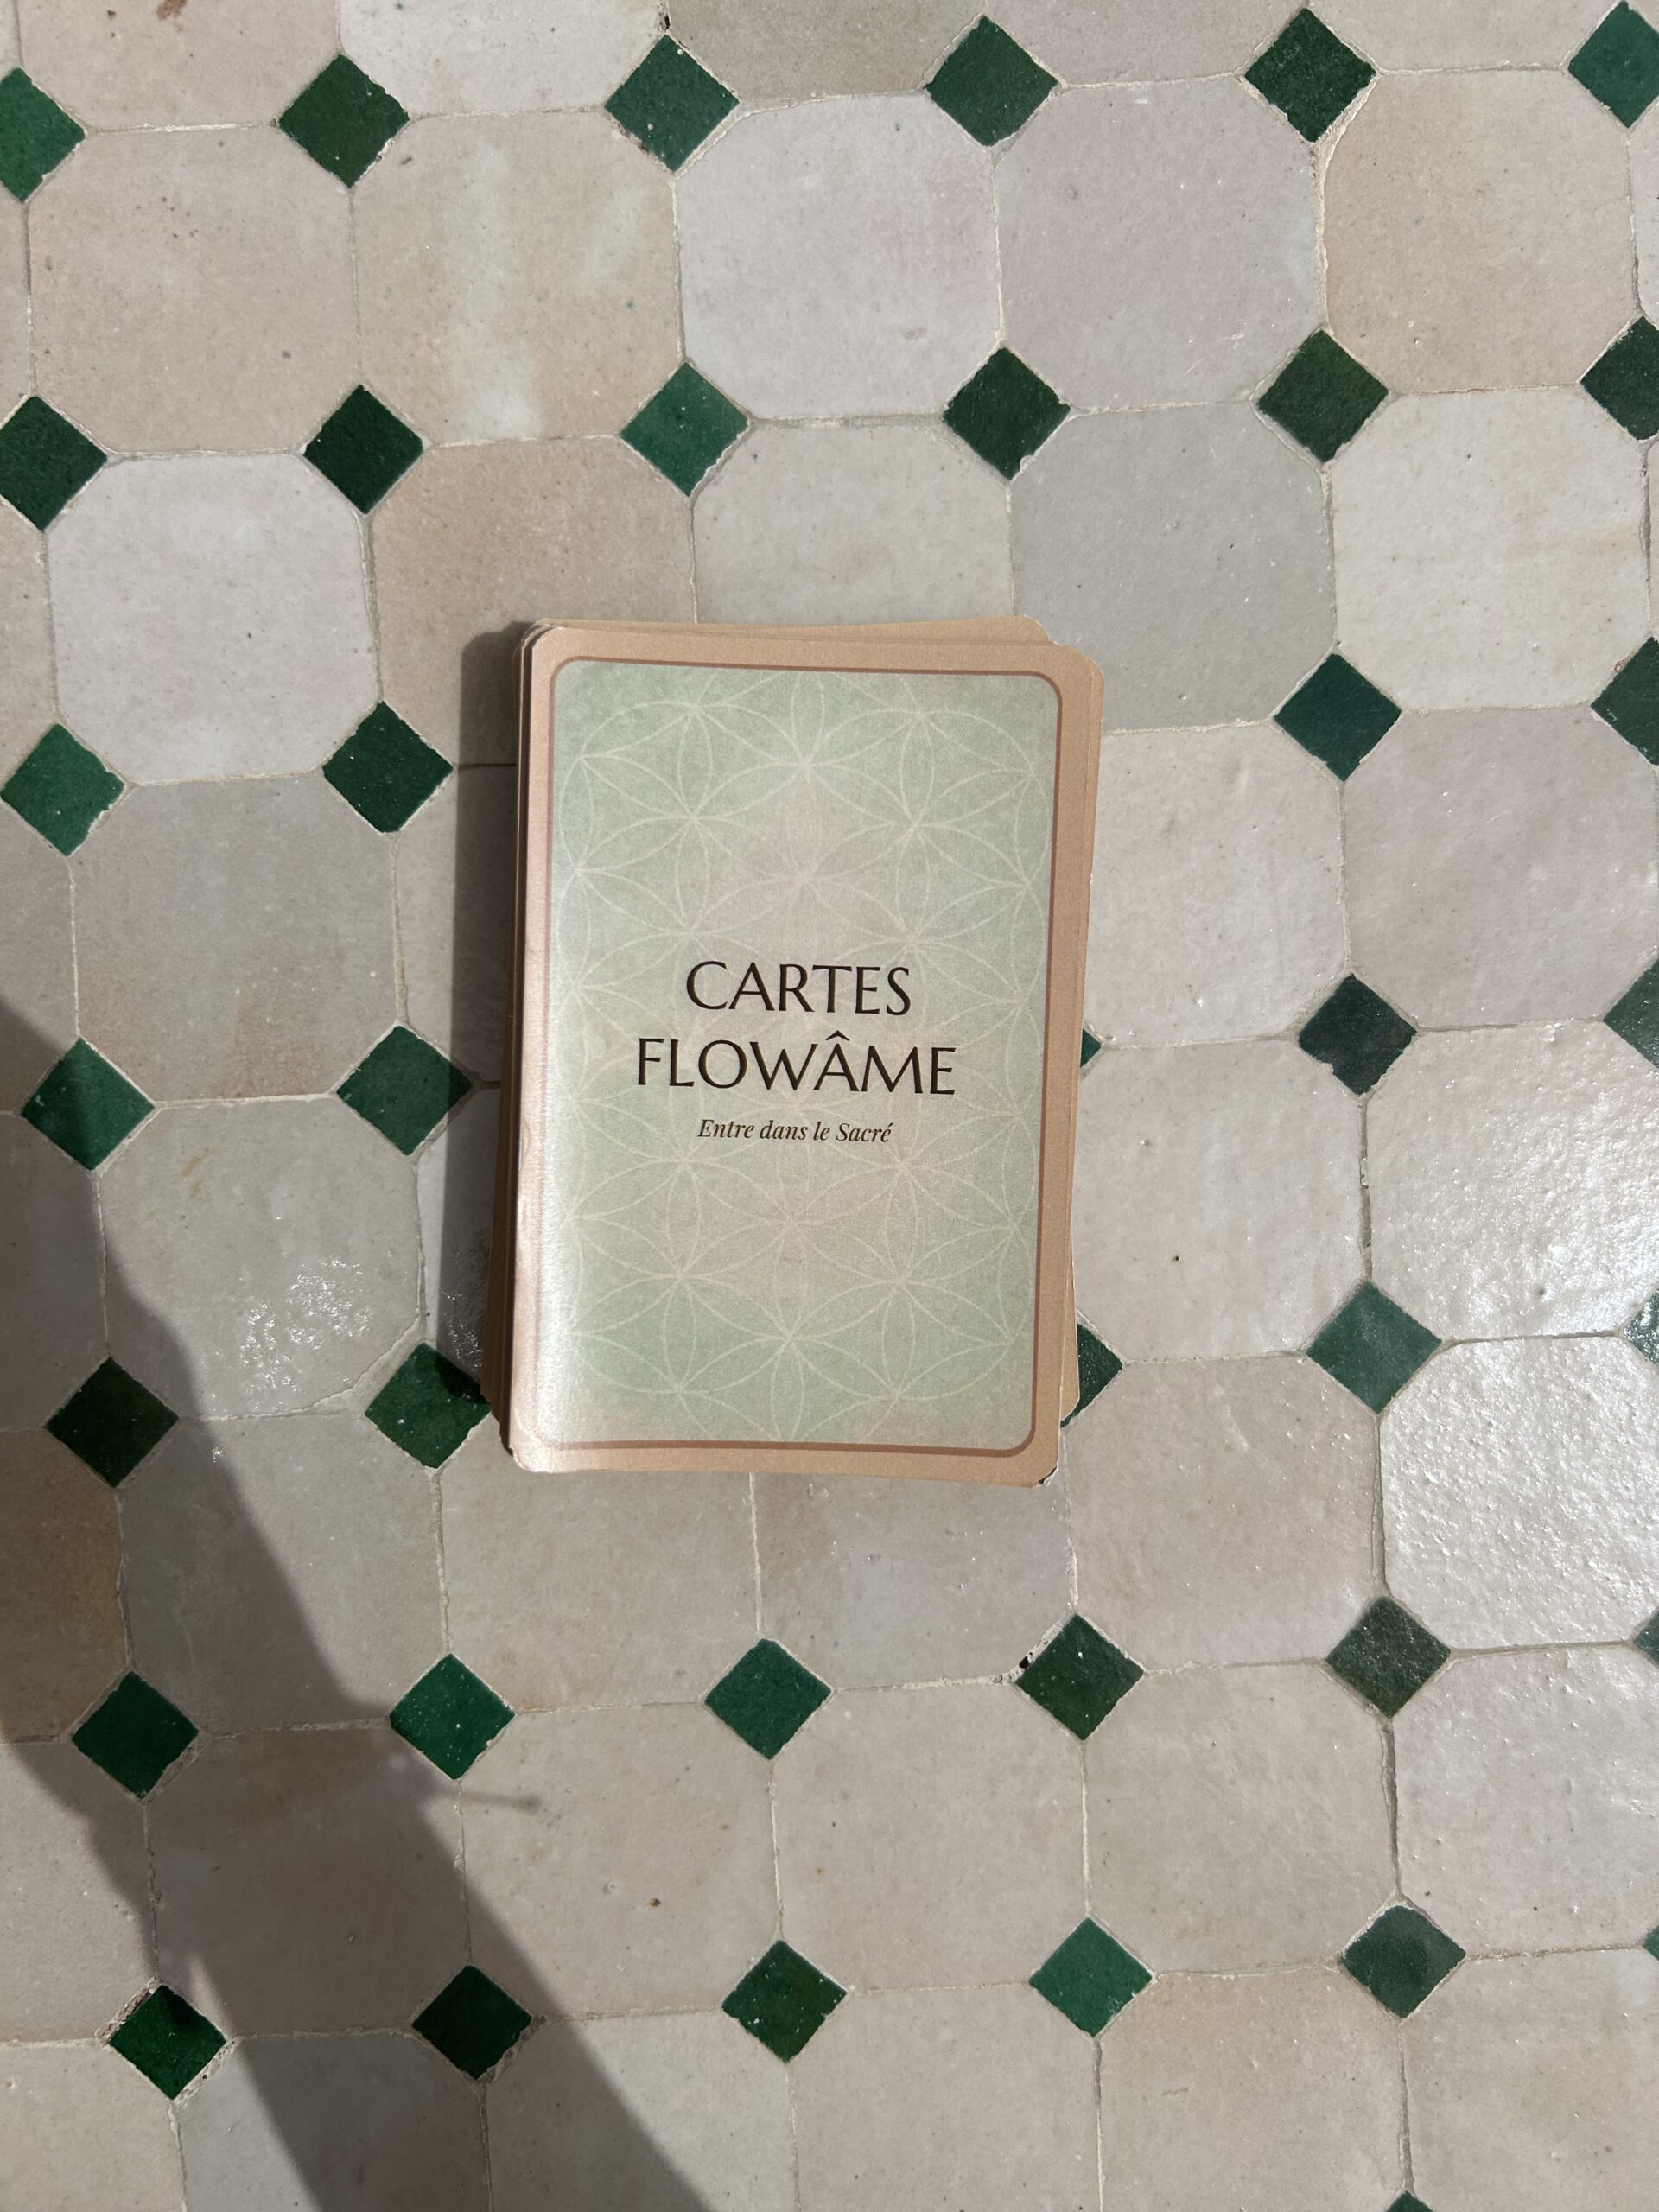 CARTES
FLOWÂME
Entre dans le Sacré